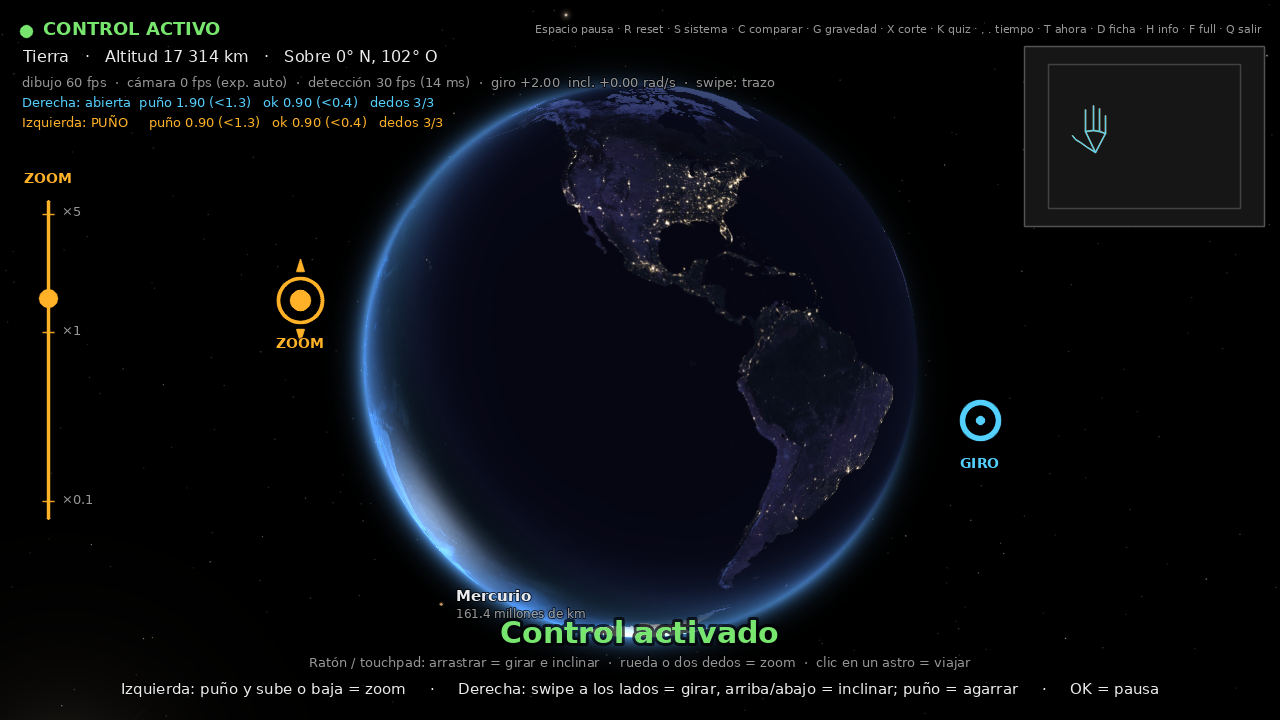 CONTROL ACTIVO
Espacio pausa · R reset · S sistema · C comparar · G gravedad · X corte · K quiz · , . tiempo · T ahora · D ficha · H info · F full · Q salir
Tierra · Altitud 17 314 km · Sobre 0° N, 102° O
dibujo 60 fps · cámara 0 fps (exp. auto) · detección 30 fps (14 ms) · giro +2.00 incl. +0.00 rad/s · swipe: trazo
Derecha: abierta puño 1.90 (<1.3) ok 0.90 (<0.4) dedos 3/3
Izquierda: PUÑO puño 0.90 (<1.3) ok 0.90 (<0.4) dedos 3/3
ZOOM
×5
×1
×0.1
ZOOM
GIRO
Mercurio
161.4 millones de km
Control activado
Ratón / touchpad: arrastrar = girar e inclinar · rueda o dos dedos = zoom · clic en un astro = viajar
Izquierda: puño y sube o baja = zoom · Derecha: swipe a los lados = girar, arriba/abajo = inclinar; puño = agarrar · OK = pausa